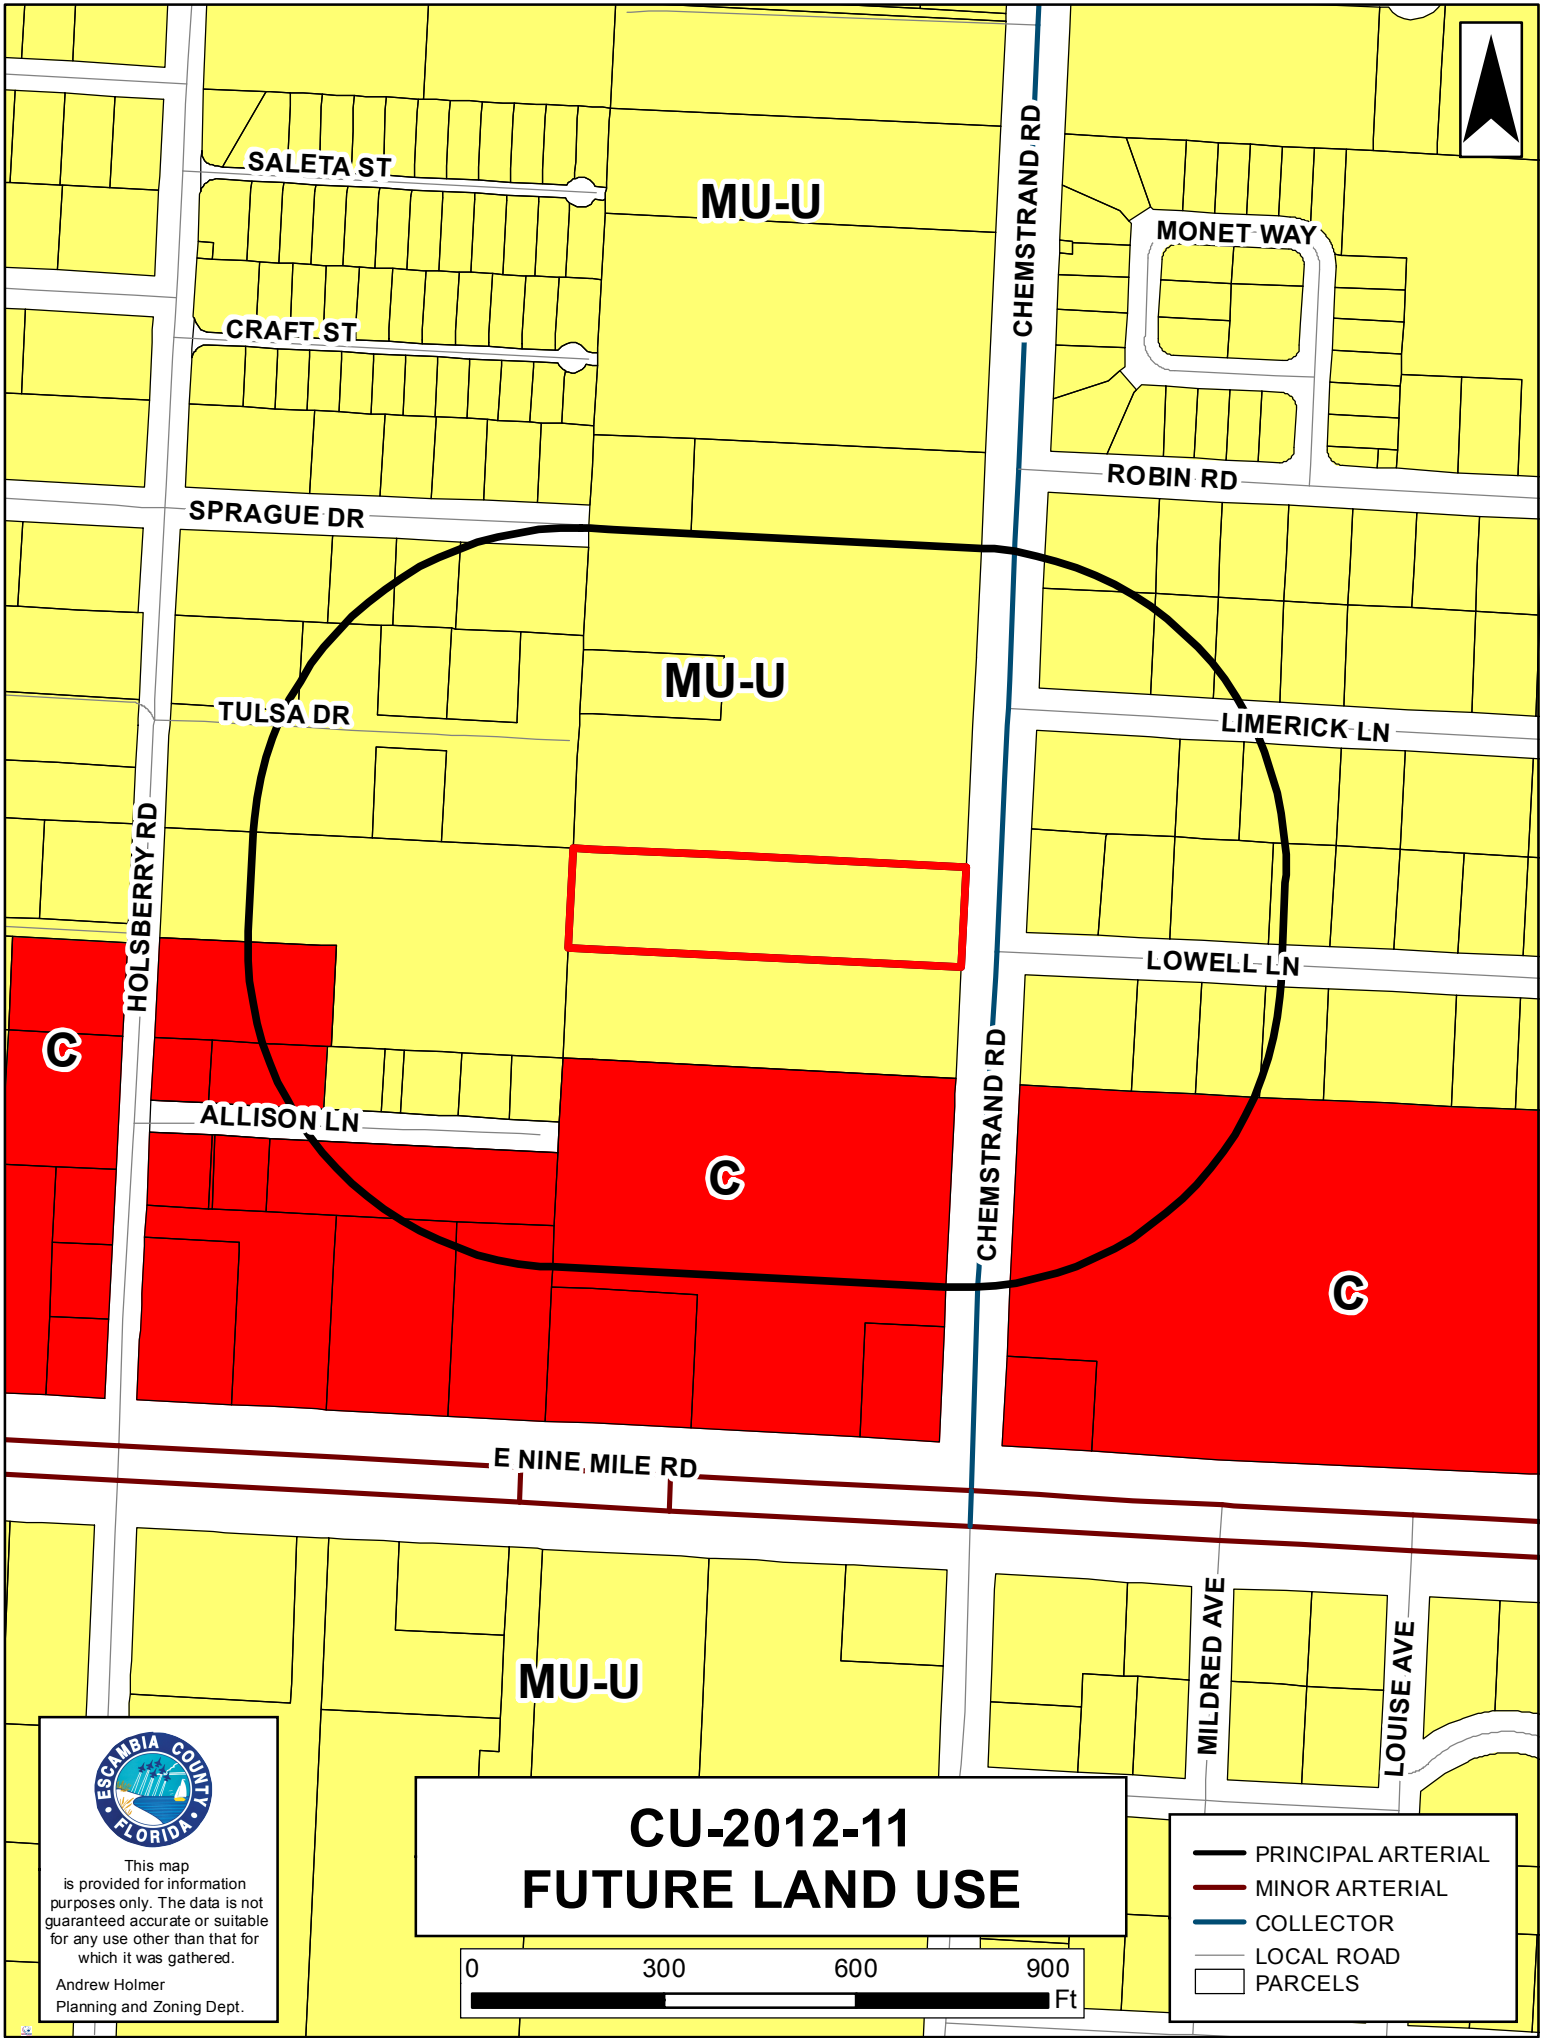 SALETA ST
MU-U
CHEMSTRAND RD
MONET WAY
CRAFT ST
ROBIN RD
SPRAGUE DR
MU-U
TULSA DR
LIMERICK LN
HOLSBERRY RD
LOWELL LN
C
CHEMSTRAND RD
ALLISON LN
C
C
E NINE MILE RD
MILDRED AVE
LOUISE AVE
MU-U
ESCAMBIA COUNTY
FLORIDA
This map
is provided for information
purposes only. The data is not
guaranteed accurate or suitable
for any use other than that for
which it was gathered.
Andrew Holmer
Planning and Zoning Dept.
CU-2012-11
FUTURE LAND USE
0 300 600 900
Ft
PRINCIPAL ARTERIAL
MINOR ARTERIAL
COLLECTOR
LOCAL ROAD
PARCELS